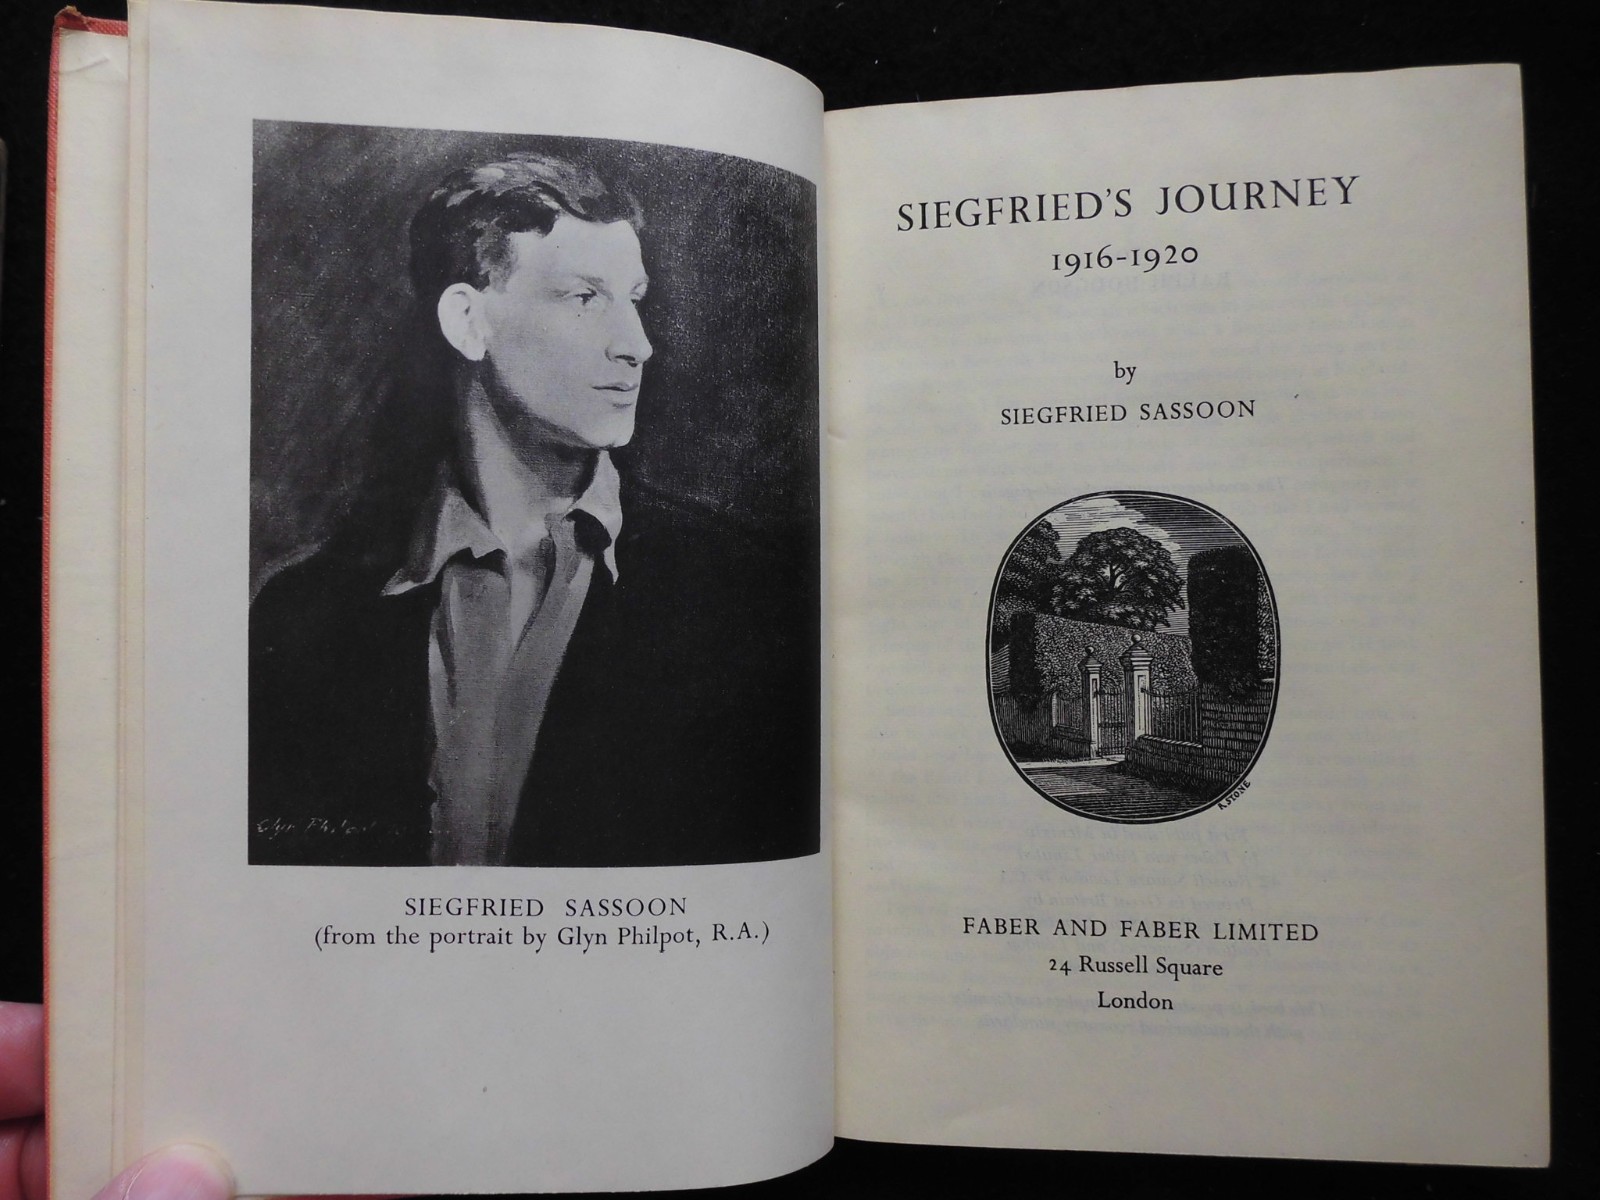 Glyn Philpot
SIEGFRIED SASSOON
(from the portrait by Glyn Philpot, R.A.)
SIEGFRIED'S JOURNEY
1916-1920
by
SIEGFRIED SASSOON
R STONE
FABER AND FABER LIMITED
24 Russell Square
London